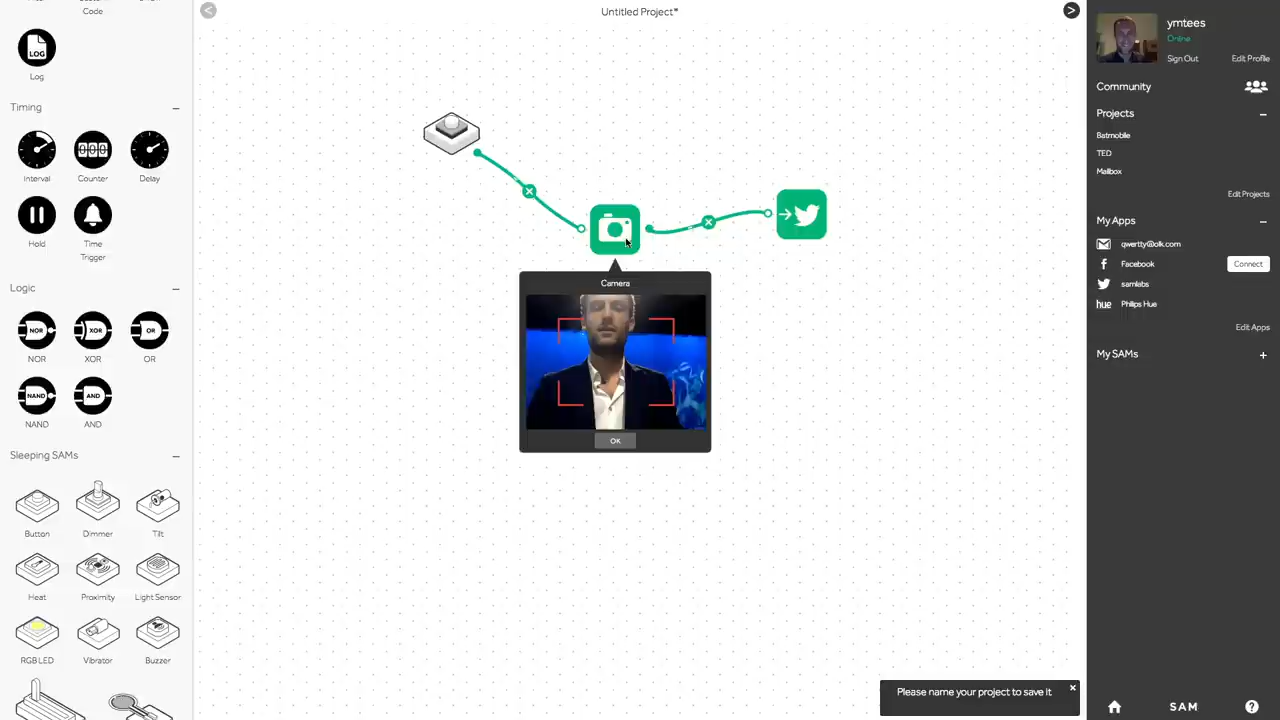 Code
LOG
Log
Timing
Interval
Counter
Delay
Hold
Time
Trigger
Logic
NOR
XOR
OR
NOR
XOR
OR
NAND
AND
NAND
AND
Sleeping SAMs
Button
Dimmer
Tilt
Heat
Proximity
Light Sensor
RGB LED
Vibrator
Buzzer
Untitled Project*
Camera
OK
Please name your project to save it
ymtees
Online
Sign Out
Edit Profile
Community
Projects
Batmobile
TED
Mailbox
Edit Projects
My Apps
qwertty@olk.com
Facebook
Connect
samlabs
hue
Philips Hue
Edit Apps
My SAMs
SAM